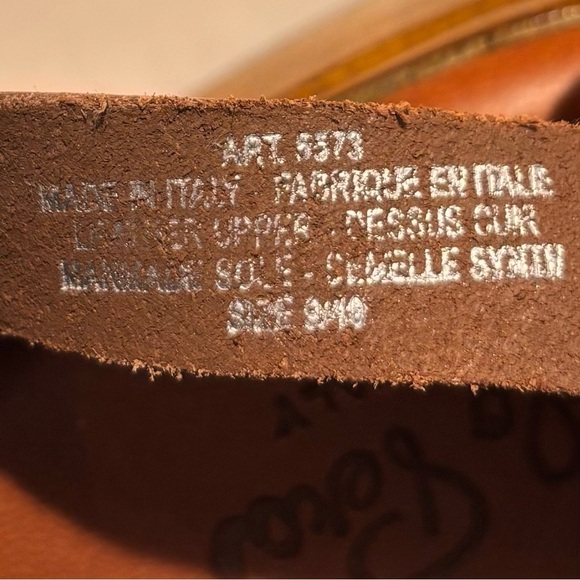 ART. 5573
MADE IN ITALY - FABRIQUE EN ITALIE
LEATHER UPPER - DESSUS CUIR
MANMADE SOLE - SEMELLE SYNTH
SIZE 9/40